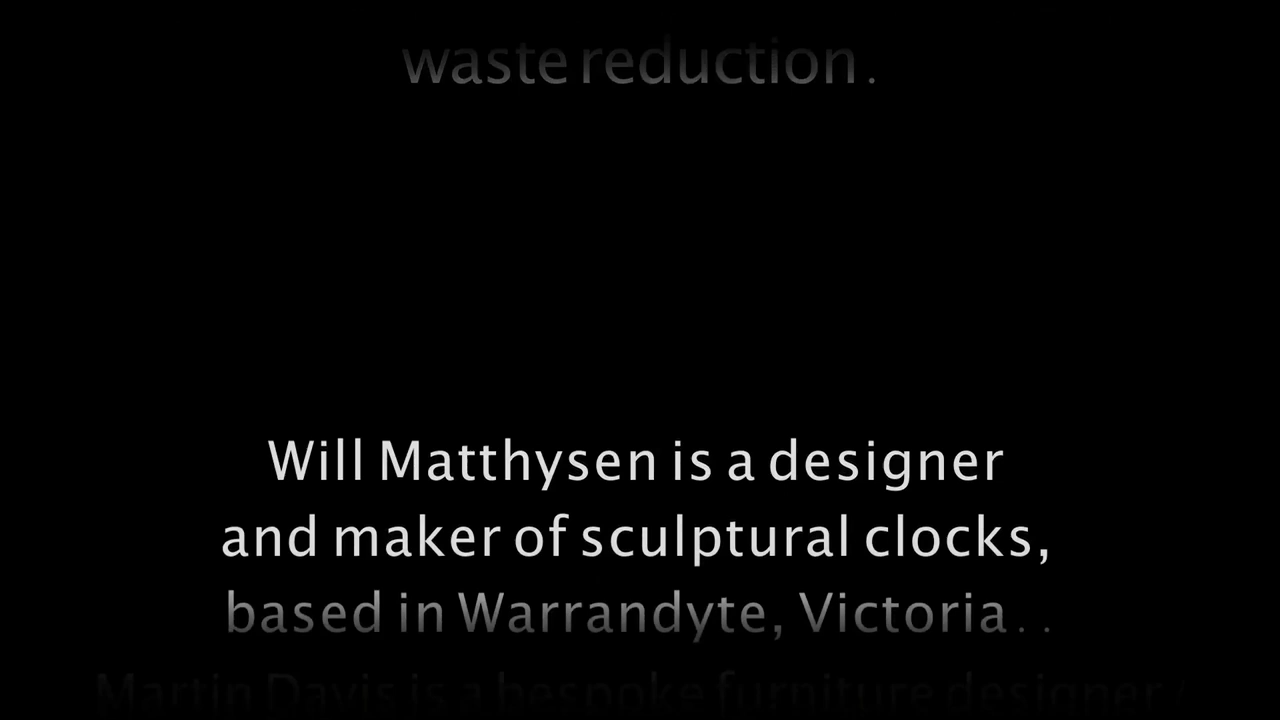 waste reduction.
Will Matthysen is a designer
and maker of sculptural clocks,
based in Warrandyte, Victoria..
Martin Davis is a bespoke furniture designer /